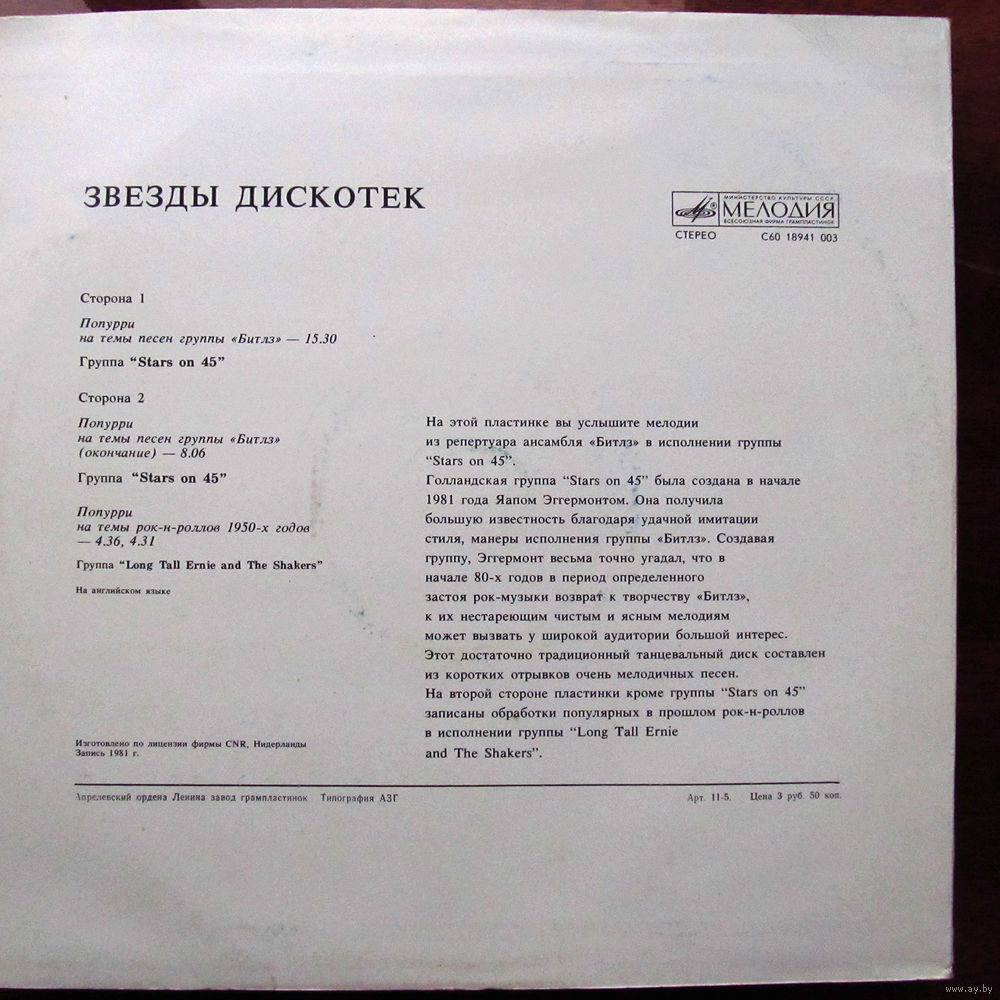 ЗВЕЗДЫ ДИСКОТЕК
МИНИСТЕРСТВО КУЛЬТУРЫ СССР
МЕЛОДИЯ
ВСЕСОЮЗНАЯ ФИРМА ГРАМПЛАСТИНОК
СТЕРЕО С60 18941 003
Сторона 1
Попурри
на темы песен группы «Битлз» — 15.30
Группа “Stars on 45”
Сторона 2
Попурри
на темы песен группы «Битлз»
(окончание) — 8.06
Группа “Stars on 45”
Попурри
на темы рок-н-роллов 1950-х годов
— 4.36, 4.31
Группа “Long Tall Ernie and The Shakers”
На английском языке
На этой пластинке вы услышите мелодии
из репертуара ансамбля «Битлз» в исполнении группы
“Stars on 45”.
Голландская группа “Stars on 45” была создана в начале
1981 года Яапом Эггермонтом. Она получила
большую известность благодаря удачной имитации
стиля, манеры исполнения группы «Битлз». Создавая
группу, Эггермонт весьма точно угадал, что в
начале 80-х годов в период определенного
застоя рок-музыки возврат к творчеству «Битлз»,
к их нестареющим чистым и ясным мелодиям
может вызвать у широкой аудитории большой интерес.
Этот достаточно традиционный танцевальный диск составлен
из коротких отрывков очень мелодичных песен.
На второй стороне пластинки кроме группы “Stars on 45”
записаны обработки популярных в прошлом рок-н-роллов
в исполнении группы “Long Tall Ernie
and The Shakers”.
Изготовлено по лицензии фирмы CNR, Нидерланды
Запись 1981 г.
Апрелевский ордена Ленина завод грампластинок Типография АЗГ
Арт. 11-5. Цена 3 руб. 50 коп.
www.ay.by